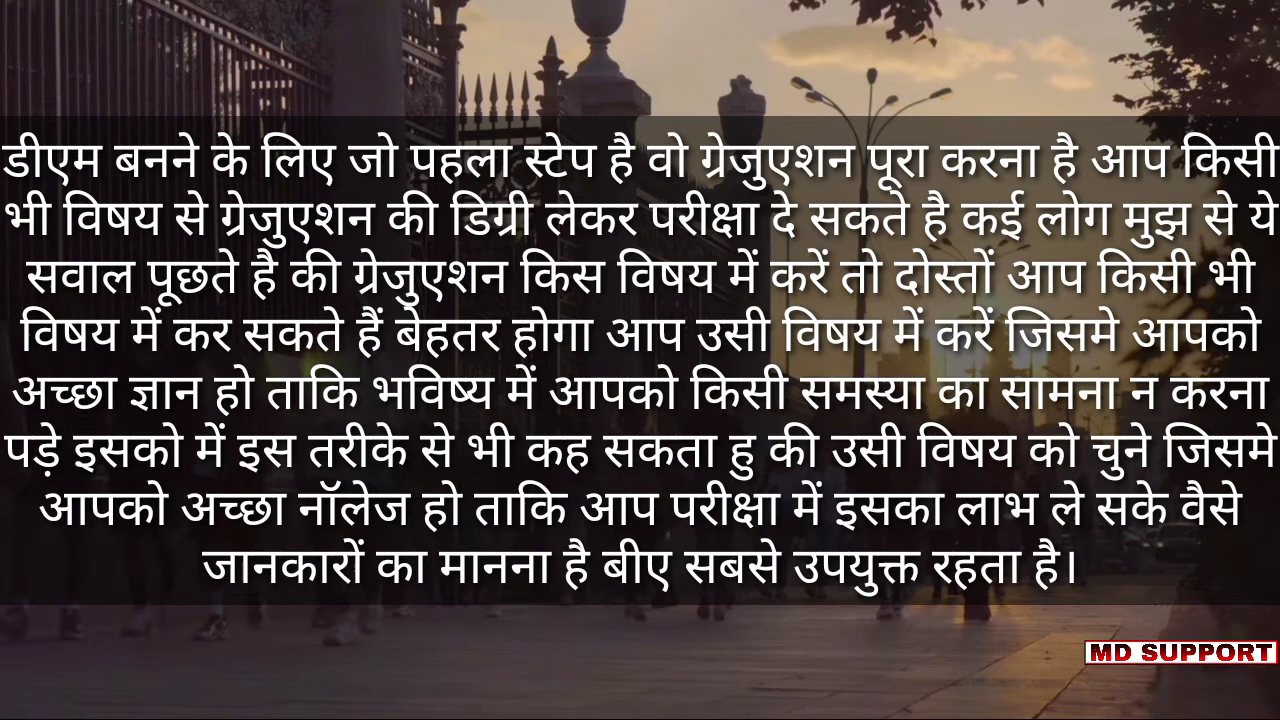 डीएम बनने के लिए जो पहला स्टेप है वो ग्रेजुएशन पूरा करना है आप किसी
भी विषय से ग्रेजुएशन की डिग्री लेकर परीक्षा दे सकते है कई लोग मुझ से ये
सवाल पूछते है की ग्रेजुएशन किस विषय में करें तो दोस्तों आप किसी भी
विषय में कर सकते हैं बेहतर होगा आप उसी विषय में करें जिसमे आपको
अच्छा ज्ञान हो ताकि भविष्य में आपको किसी समस्या का सामना न करना
पड़े इसको में इस तरीके से भी कह सकता हु की उसी विषय को चुने जिसमे
आपको अच्छा नॉलेज हो ताकि आप परीक्षा में इसका लाभ ले सके वैसे
जानकारों का मानना है बीए सबसे उपयुक्त रहता है।
MD SUPPORT